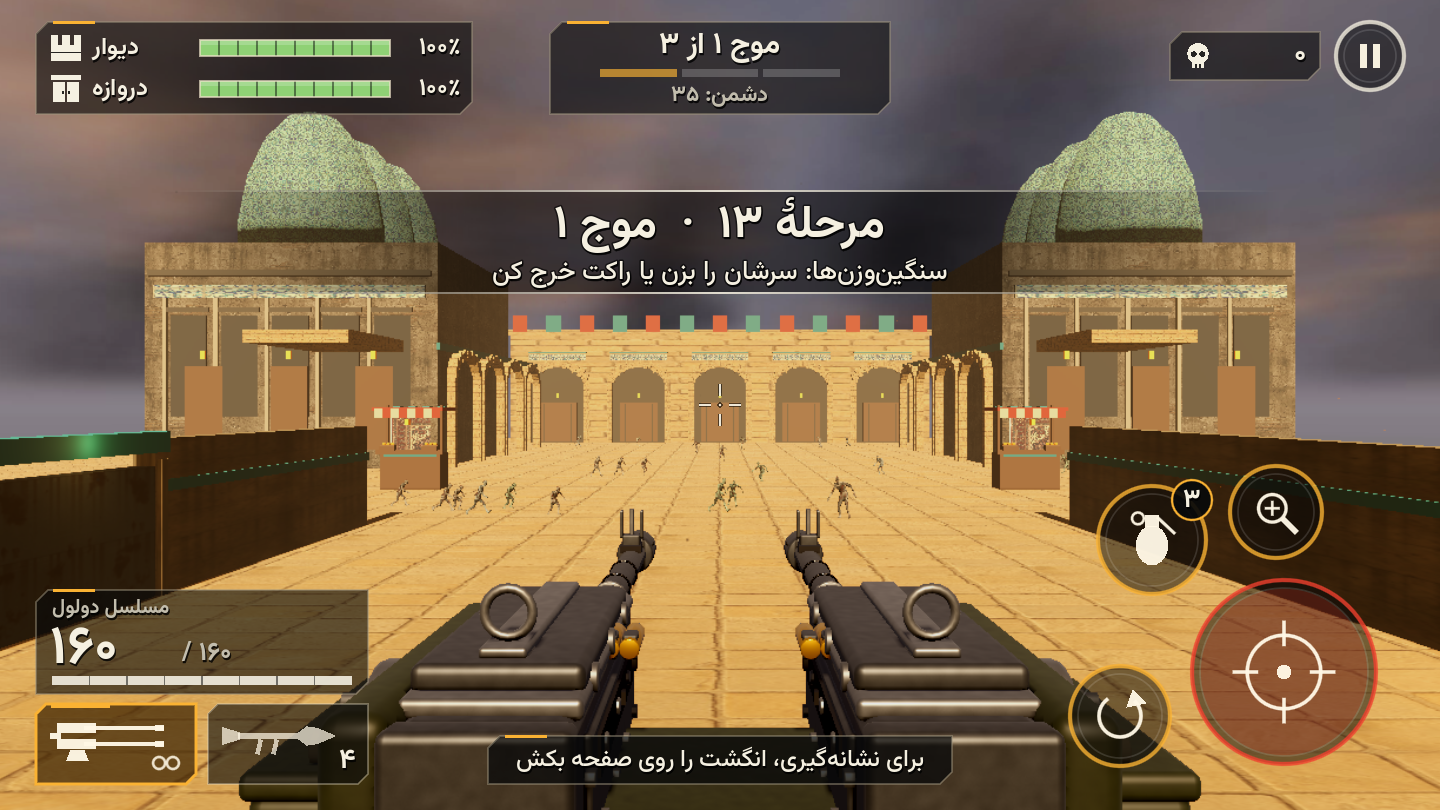 دیوار ۱۰۰٪
دروازه ۱۰۰٪
موج ۱ از ۳
دشمن: ۳۵
۰
مرحلهٔ ۱۳ · موج ۱
سنگین‌وزن‌ها: سرشان را بزن یا راکت خرج کن
۳
مسلسل دولول
۱۶۰ / ۱۶۰
∞
۴
برای نشانه‌گیری، انگشت را روی صفحه بکش